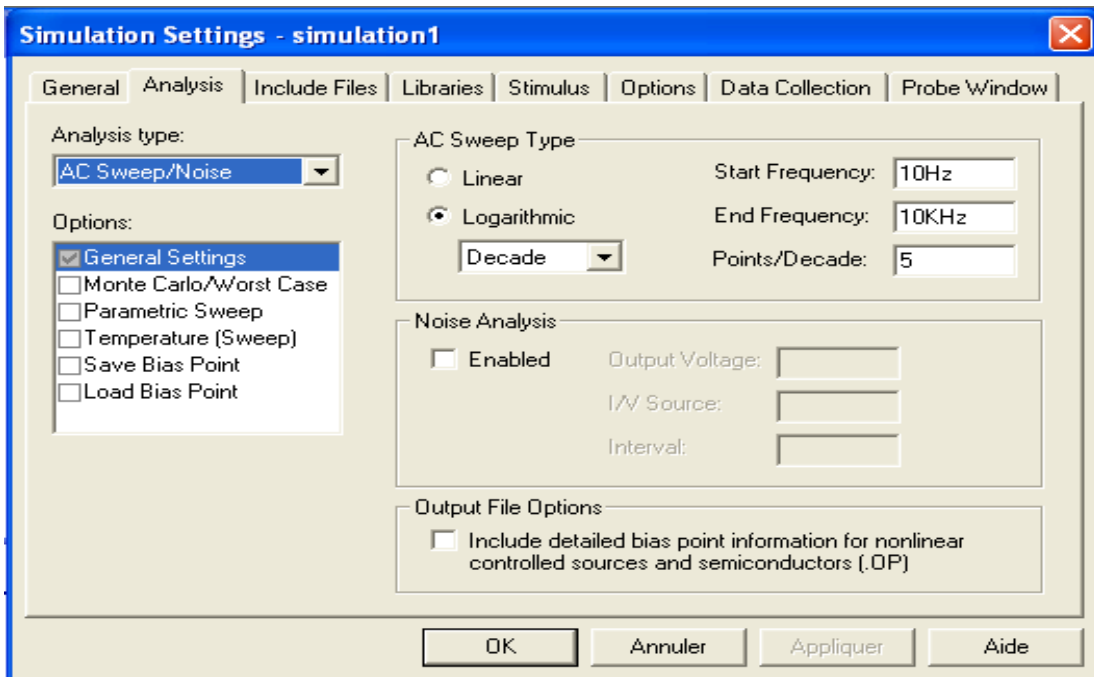 Simulation Settings - simulation1
General Analysis Include Files Libraries Stimulus Options Data Collection Probe Window
Analysis type:
AC Sweep/Noise
Options:
General Settings
Monte Carlo/Worst Case
Parametric Sweep
Temperature (Sweep)
Save Bias Point
Load Bias Point
AC Sweep Type
Linear
Logarithmic
Decade
Start Frequency: 10Hz
End Frequency: 10KHz
Points/Decade: 5
Noise Analysis
Enabled
Output Voltage:
I/V Source:
Interval:
Output File Options
Include detailed bias point information for nonlinear
controlled sources and semiconductors (.OP)
OK Annuler Appliquer Aide